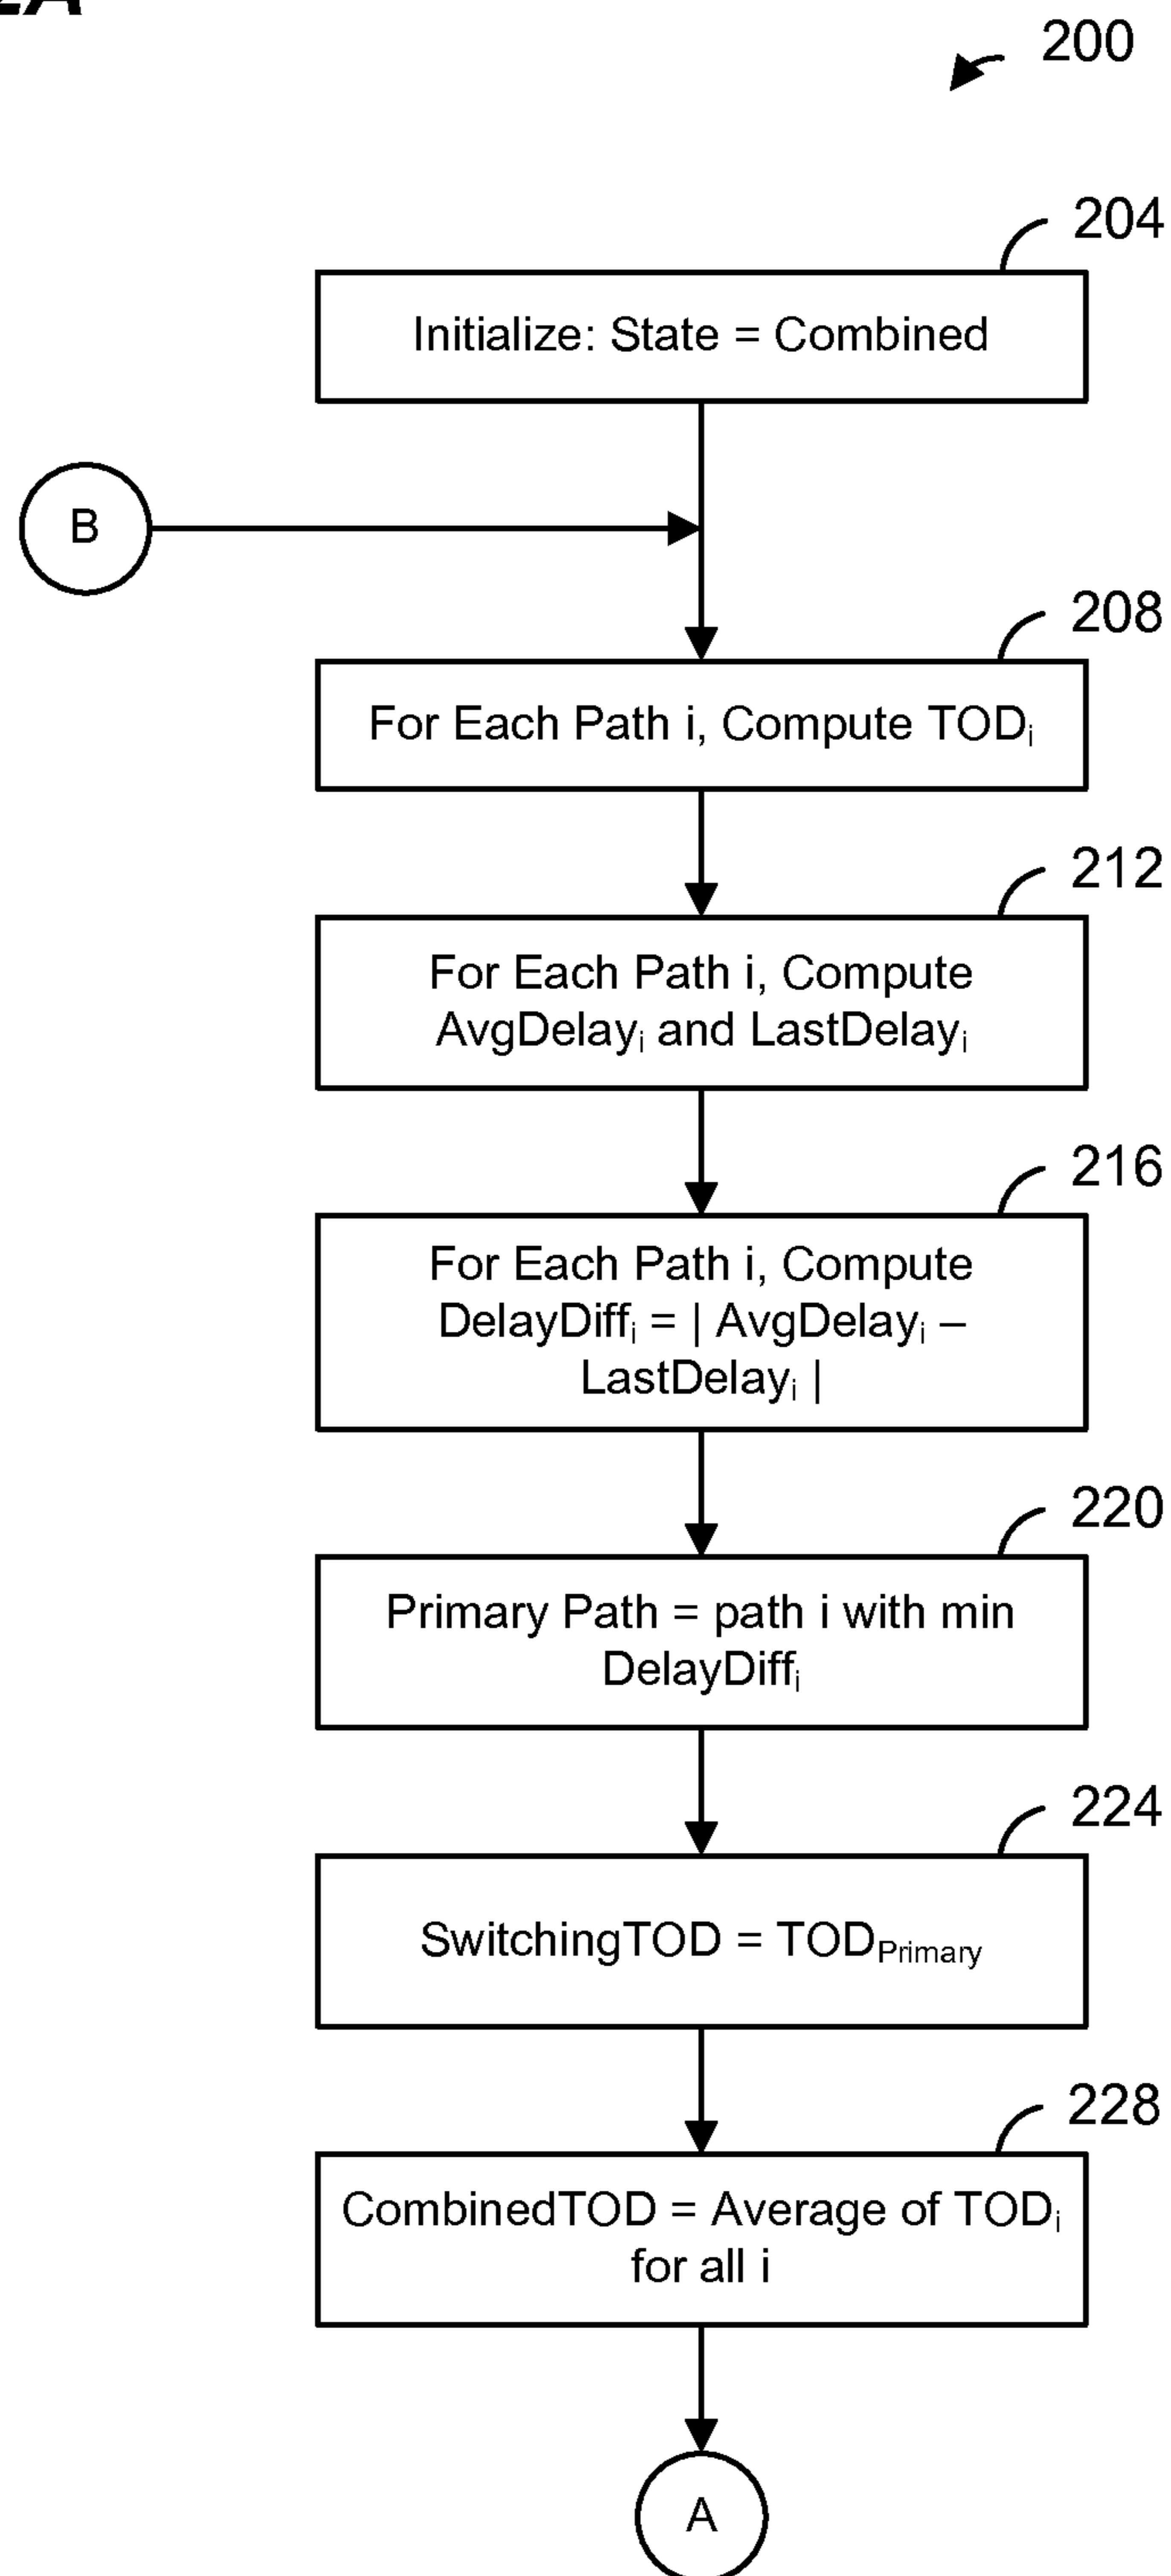 200
204
Initialize: State = Combined
B
208
For Each Path i, Compute TODi
212
For Each Path i, Compute
AvgDelayi and LastDelayi
216
For Each Path i, Compute
DelayDiffi = | AvgDelayi –
LastDelayi |
220
Primary Path = path i with min
DelayDiffi
224
SwitchingTOD = TODPrimary
228
CombinedTOD = Average of TODi
for all i
A